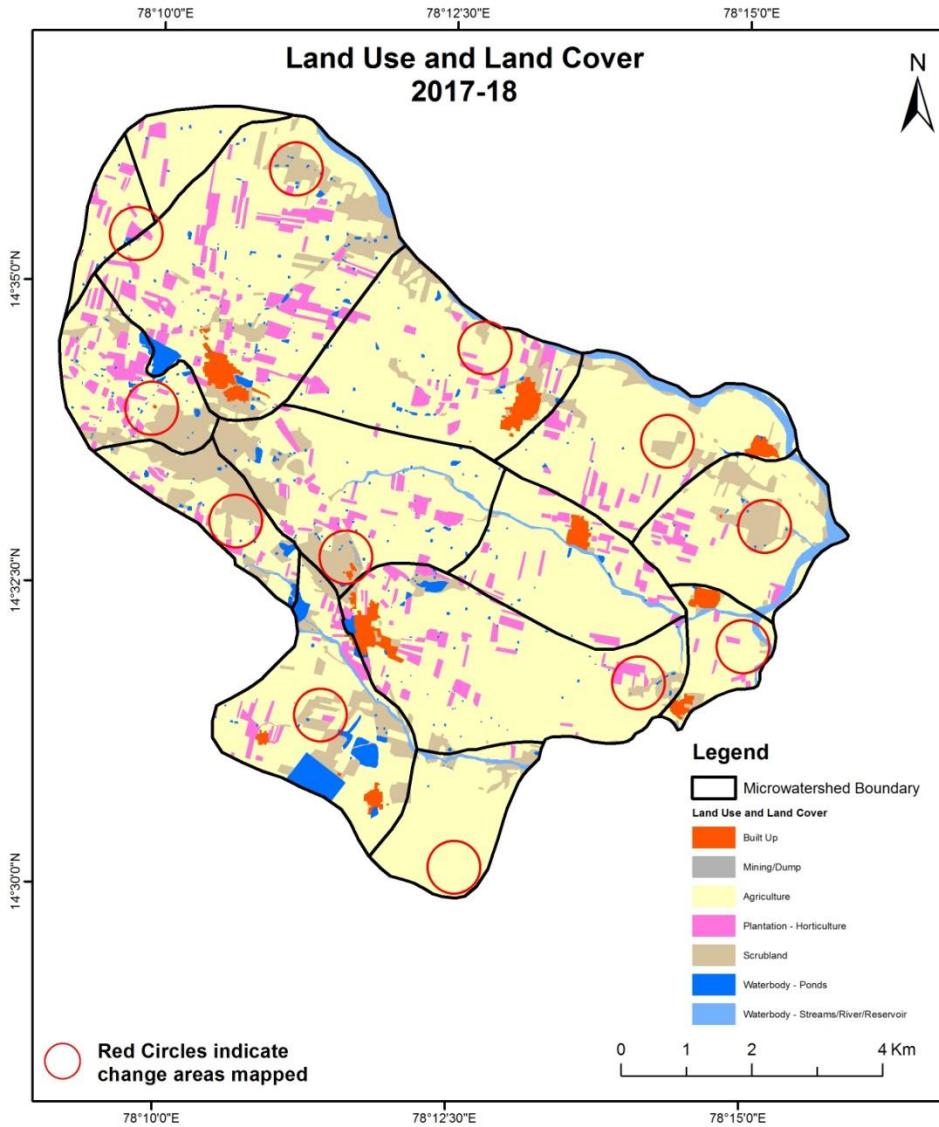 78°10'0"E 78°12'30"E 78°15'0"E
Land Use and Land Cover
2017-18
N
14°35'0"N
14°32'30"N
14°30'0"N
Legend
Microwatershed Boundary
Land Use and Land Cover
Built Up
Mining/Dump
Agriculture
Plantation - Horticulture
Scrubland
Waterbody - Ponds
Waterbody - Streams/River/Reservoir
Red Circles indicate
change areas mapped
0 1 2 4 Km
78°10'0"E 78°12'30"E 78°15'0"E